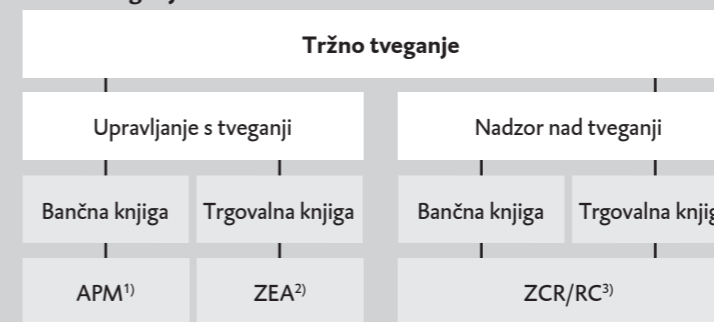 Tržno tveganje
Upravljanje s tveganji
Nadzor nad tveganji
Bančna knjiga
Trgovalna knjiga
Bančna knjiga
Trgovalna knjig
APM1)
ZEA2)
ZCR/RC3)